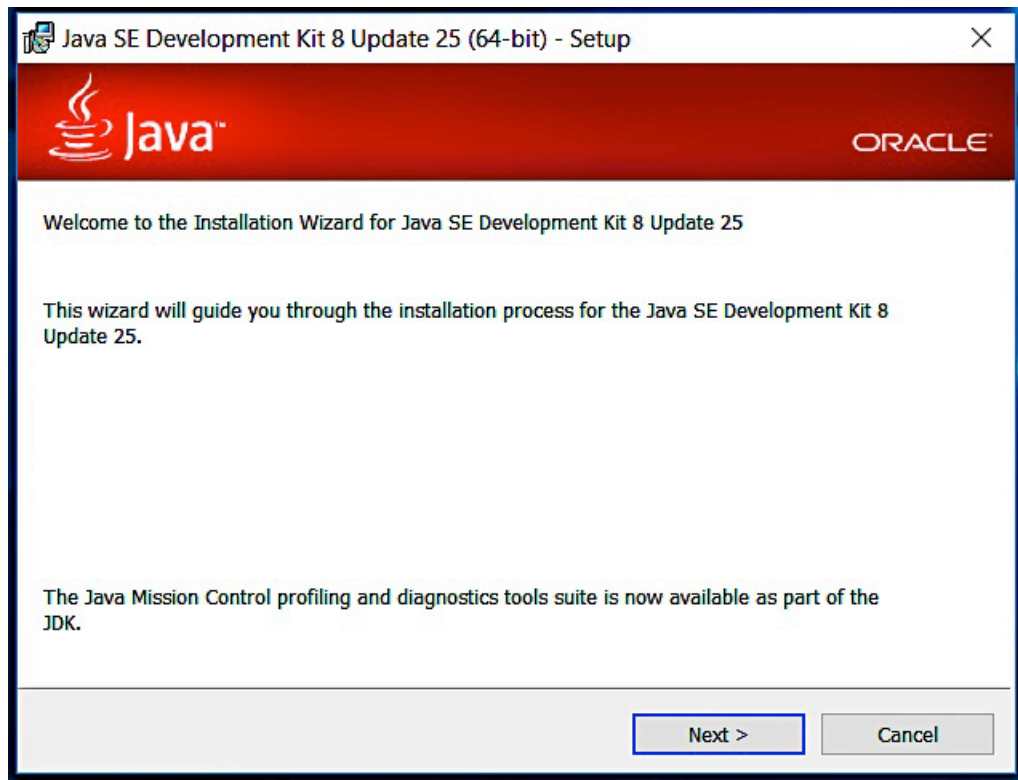 Java SE Development Kit 8 Update 25 (64-bit) - Setup
Java™
ORACLE®
Welcome to the Installation Wizard for Java SE Development Kit 8 Update 25
This wizard will guide you through the installation process for the Java SE Development Kit 8
Update 25.
The Java Mission Control profiling and diagnostics tools suite is now available as part of the
JDK.
Next >
Cancel